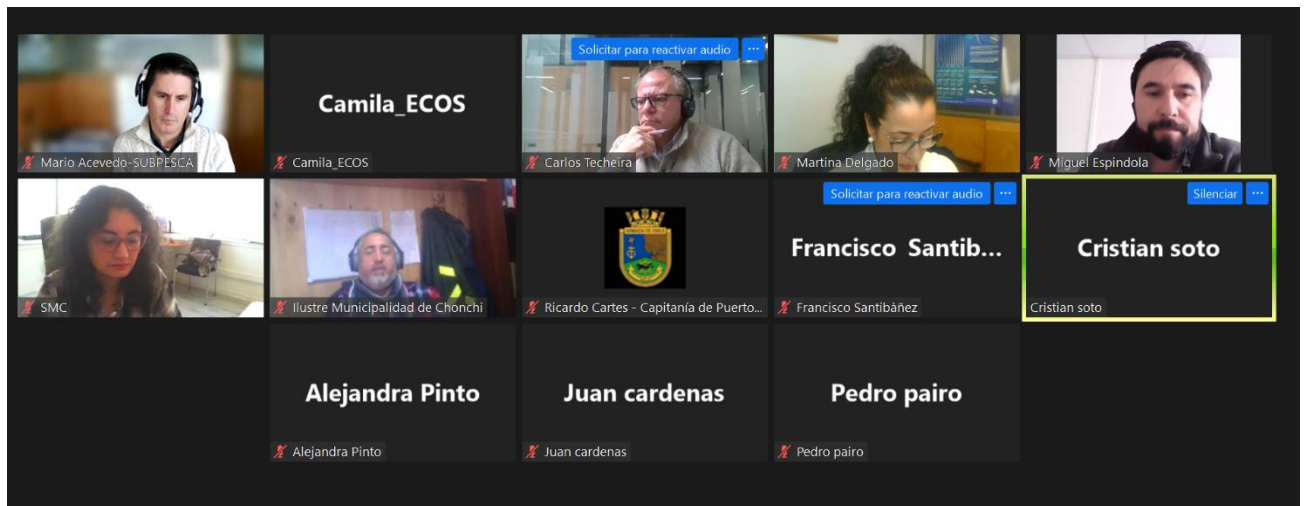 Solicitar para reactivar audio ...
Camila_ECOS
Mario Acevedo-SUBPESCA
Camila_ECOS
Carlos Techeira
Martina Delgado
Miguel Espindola
Solicitar para reactivar audio ...
Silenciar ...
Francisco Santib...
Cristian soto
SMC
Ilustre Municipalidad de Chonchi
Ricardo Cartes - Capitanía de Puerto...
Francisco Santibàñez
Cristian soto
Alejandra Pinto
Juan cardenas
Pedro pairo
Alejandra Pinto
Juan cardenas
Pedro pairo